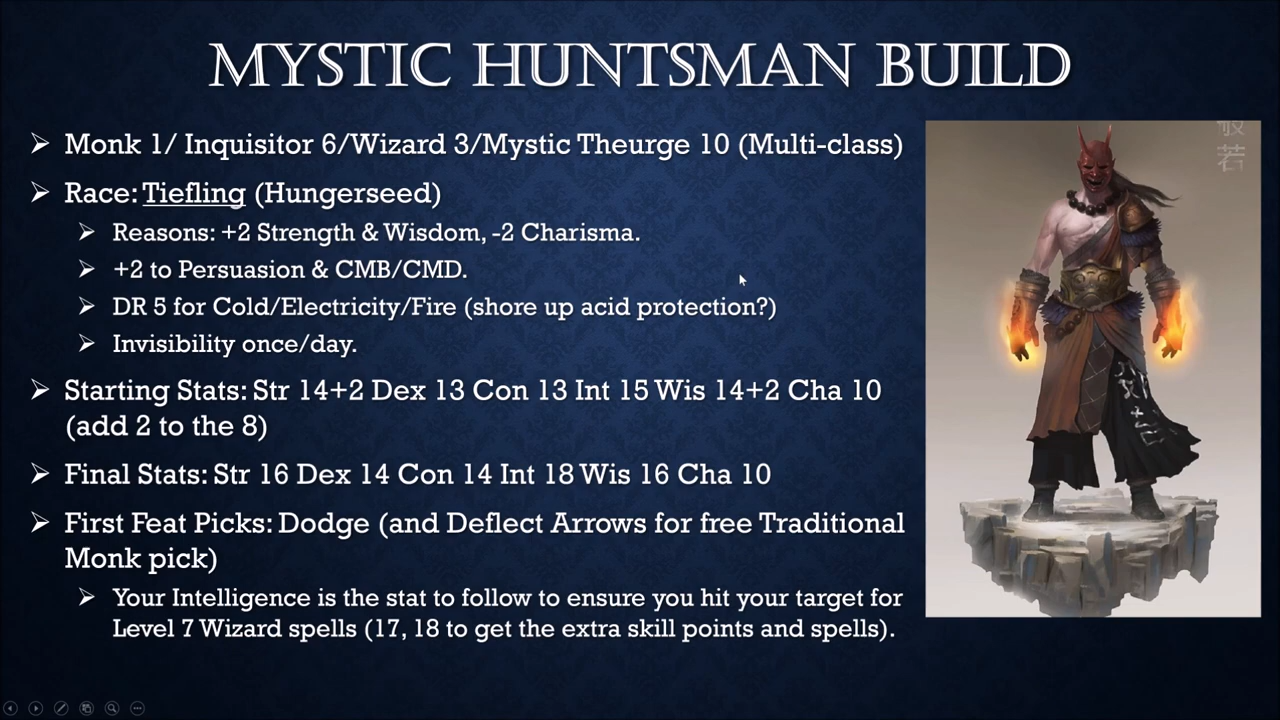 MYSTIC HUNTSMAN BUILD
Monk 1/ Inquisitor 6/Wizard 3/Mystic Theurge 10 (Multi-class)
Race: Tiefling (Hungerseed)
Reasons: +2 Strength & Wisdom, -2 Charisma.
+2 to Persuasion & CMB/CMD.
DR 5 for Cold/Electricity/Fire (shore up acid protection?)
Invisibility once/day.
Starting Stats: Str 14+2 Dex 13 Con 13 Int 15 Wis 14+2 Cha 10
(add 2 to the 8)
Final Stats: Str 16 Dex 14 Con 14 Int 18 Wis 16 Cha 10
First Feat Picks: Dodge (and Deflect Arrows for free Traditional
Monk pick)
Your Intelligence is the stat to follow to ensure you hit your target for
Level 7 Wizard spells (17, 18 to get the extra skill points and spells).
若